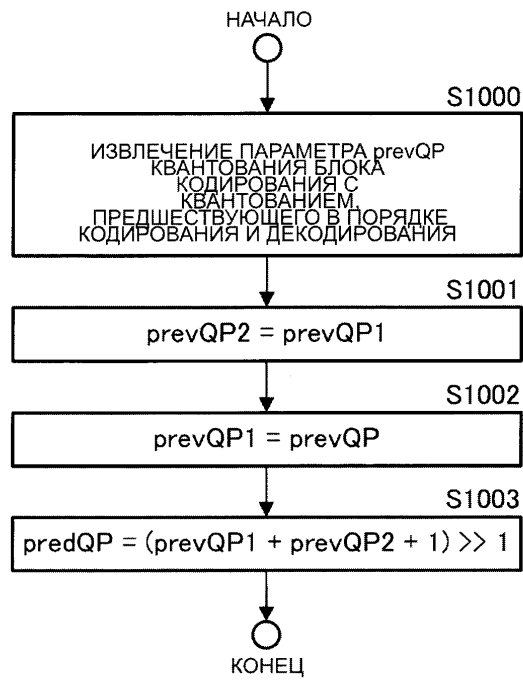 НАЧАЛО
S1000
ИЗВЛЕЧЕНИЕ ПАРАМЕТРА prevQP
КВАНТОВАНИЯ БЛОКА
КОДИРОВАНИЯ С
КВАНТОВАНИЕМ,
ПРЕДШЕСТВУЮЩЕГО В ПОРЯДКЕ
КОДИРОВАНИЯ И ДЕКОДИРОВАНИЯ
S1001
prevQP2 = prevQP1
S1002
prevQP1 = prevQP
S1003
predQP = (prevQP1 + prevQP2 + 1) >> 1
КОНЕЦ